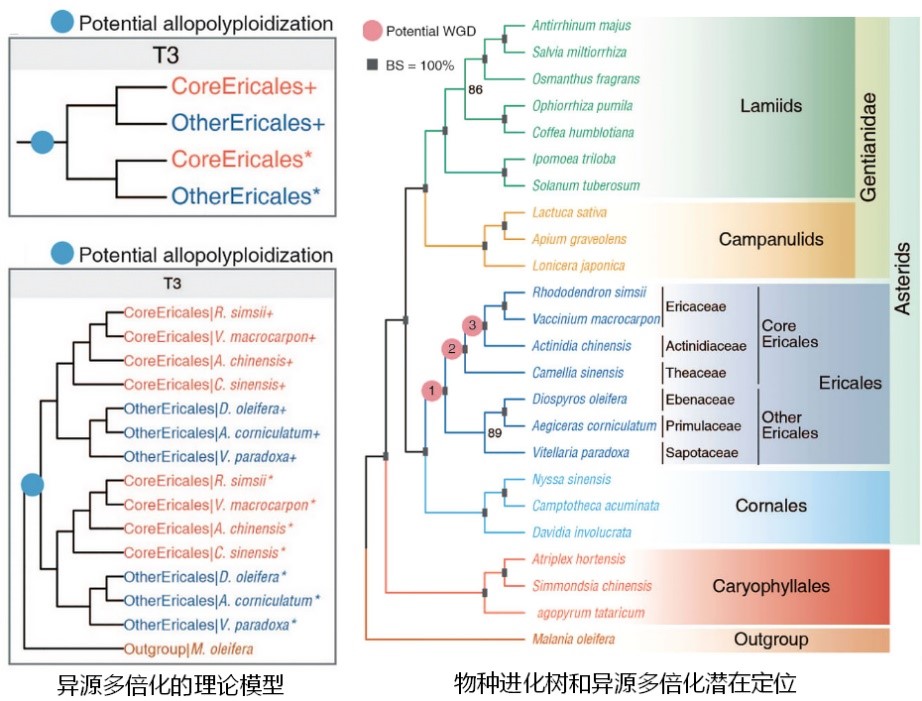 Potential allopolyploidization
T3
CoreEricales+
OtherEricales+
CoreEricales*
OtherEricales*
Potential allopolyploidization
T3
CoreEricales|R. simsii+
CoreEricales|V. macrocarpon+
CoreEricales|A. chinensis+
CoreEricales|C. sinensis+
OtherEricales|D. oleifera+
OtherEricales|A. corniculatum+
OtherEricales|V. paradoxa+
CoreEricales|R. simsii*
CoreEricales|V. macrocarpon*
CoreEricales|A. chinensis*
CoreEricales|C. sinensis*
OtherEricales|D. oleifera*
OtherEricales|A. corniculatum*
OtherEricales|V. paradoxa*
Outgroup|M. oleifera
异源多倍化的理论模型
Potential WGD
BS = 100%
Antirrhinum majus
Salvia miltiorrhiza
Osmanthus fragrans
86
Ophiorrhiza pumila
Coffea humblotiana
Ipomoea triloba
Solanum tuberosum
Lamiids
Lactuca sativa
Apium graveolens
Lonicera japonica
Campanulids
Gentianidae
Asterids
Rhododendron simsii
Vaccinium macrocarpon
Ericaceae
3
Actinidia chinensis
Actinidiaceae
2
Camellia sinensis
Theaceae
Core
Ericales
1
Diospyros oleifera
Ebenaceae
89
Aegiceras corniculatum
Primulaceae
Vitellaria paradoxa
Sapotaceae
Other
Ericales
Ericales
Nyssa sinensis
Camptotheca acuminata
Davidia involucrata
Cornales
Atriplex hortensis
Simmondsia chinensis
agopyrum tataricum
Caryophyllales
Malania oleifera
Outgroup
物种进化树和异源多倍化潜在定位